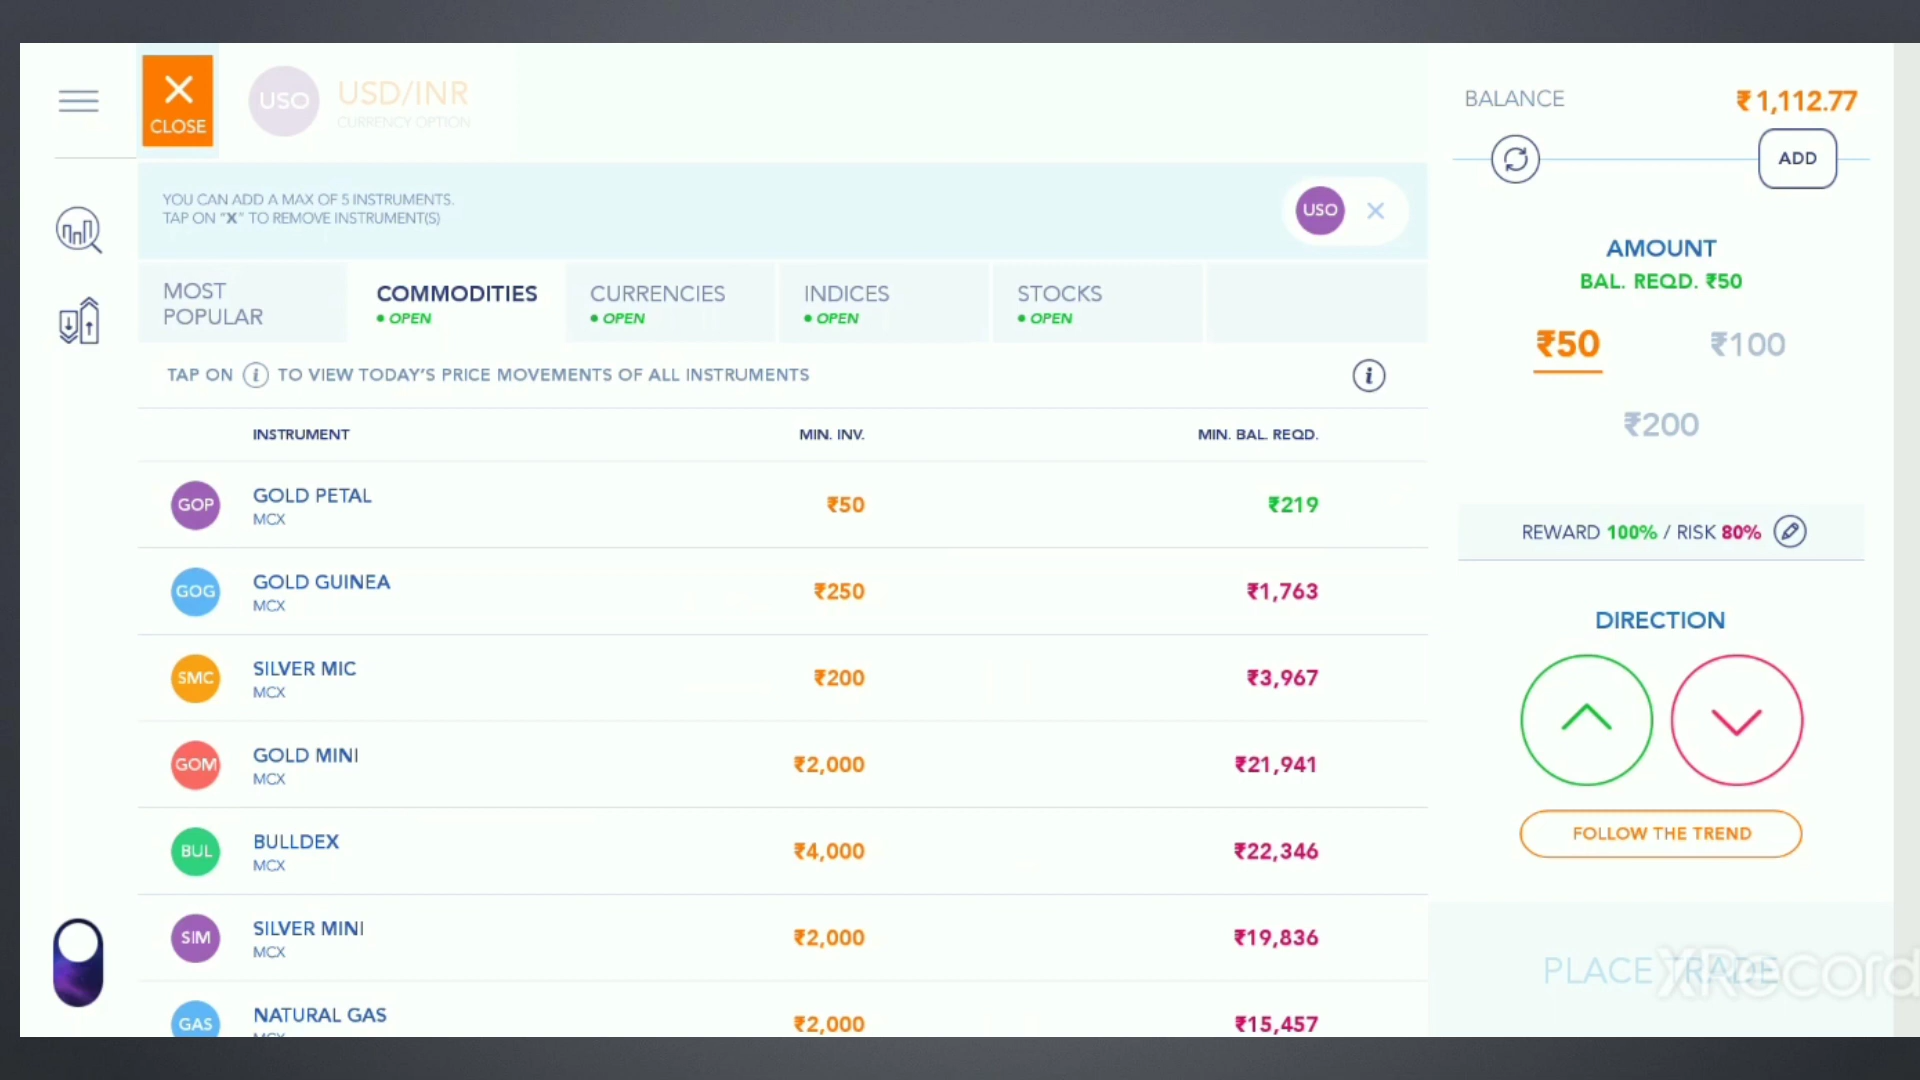 CLOSE
USO
USD/INR
CURRENCY OPTION
BALANCE
₹1,112.77
ADD
YOU CAN ADD A MAX OF 5 INSTRUMENTS.
TAP ON "X" TO REMOVE INSTRUMENT(S)
USO
MOST
POPULAR
COMMODITIES
OPEN
CURRENCIES
OPEN
INDICES
OPEN
STOCKS
OPEN
TAP ON i TO VIEW TODAY'S PRICE MOVEMENTS OF ALL INSTRUMENTS
i
INSTRUMENT MIN. INV. MIN. BAL. REQD.
GOP GOLD PETAL ₹50 ₹219
MCX
GOG GOLD GUINEA ₹250 ₹1,763
MCX
SMC SILVER MIC ₹200 ₹3,967
MCX
GOM GOLD MINI ₹2,000 ₹21,941
MCX
BUL BULLDEX ₹4,000 ₹22,346
MCX
SIM SILVER MINI ₹2,000 ₹19,836
MCX
GAS NATURAL GAS ₹2,000 ₹15,457
MCX
AMOUNT
BAL. REQD. ₹50
₹50 ₹100
₹200
REWARD 100% / RISK 80%
DIRECTION
FOLLOW THE TREND
PLACE TRADE
XRecord